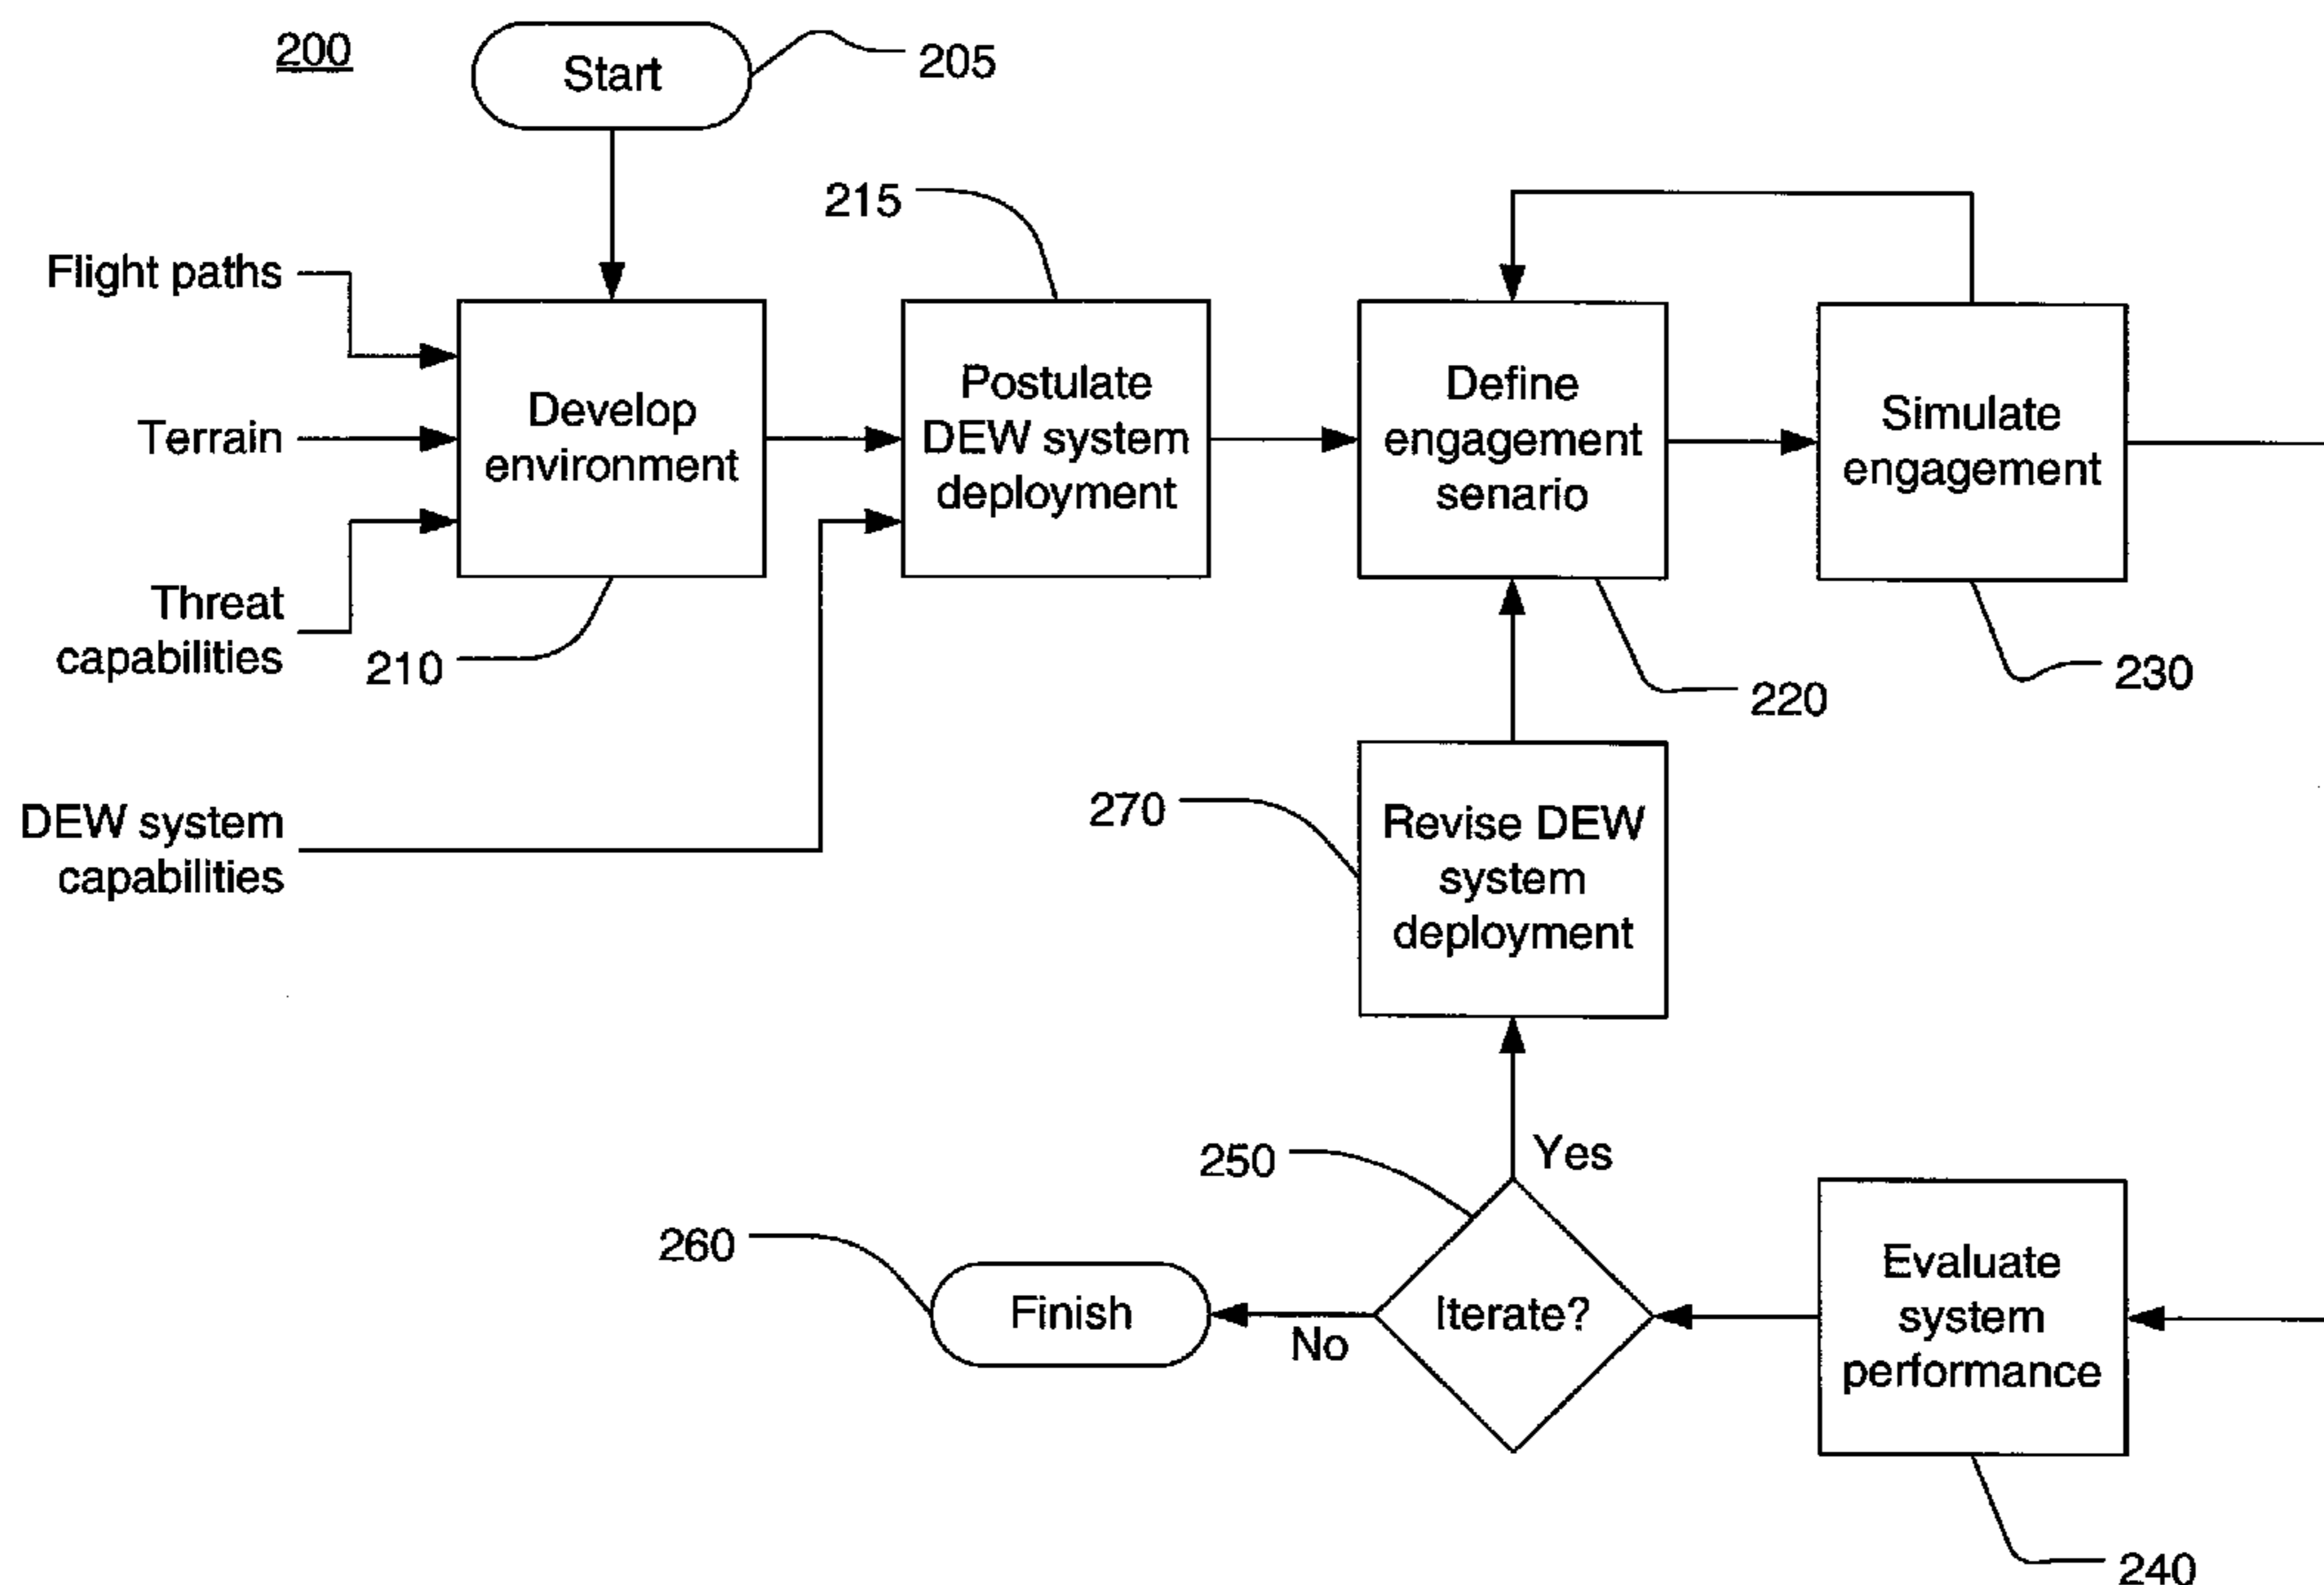 200
Start
205
215
Flight paths
Terrain
Threat
capabilities
Develop
environment
210
Postulate
DEW system
deployment
Define
engagement
senario
220
Simulate
engagement
230
DEW system
capabilities
270
Revise DEW
system
deployment
250
Yes
Iterate?
No
260
Finish
Evaluate
system
performance
240